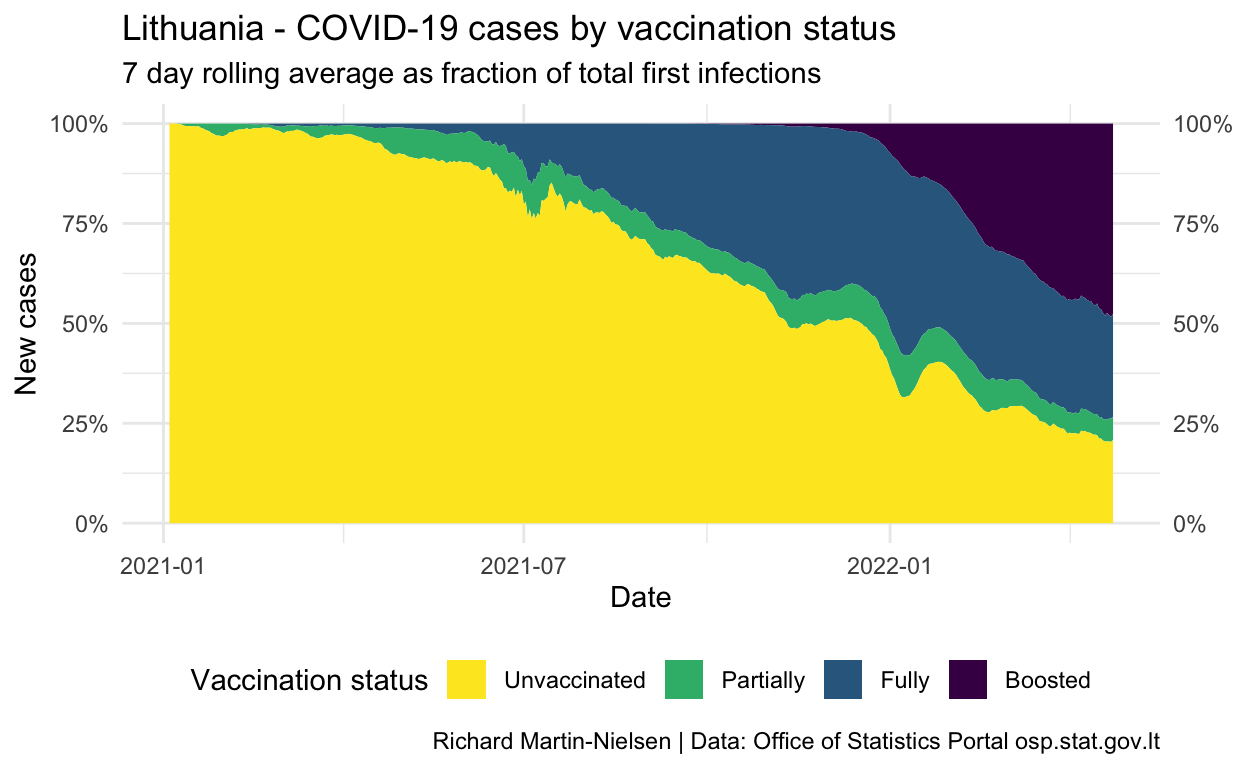 Lithuania - COVID-19 cases by vaccination status
7 day rolling average as fraction of total first infections
100%
100%
75%
75%
50%
50%
25%
25%
0%
0%
New cases
2021-01
2021-07
2022-01
Date
Vaccination status
Unvaccinated
Partially
Fully
Boosted
Richard Martin-Nielsen | Data: Office of Statistics Portal osp.stat.gov.lt